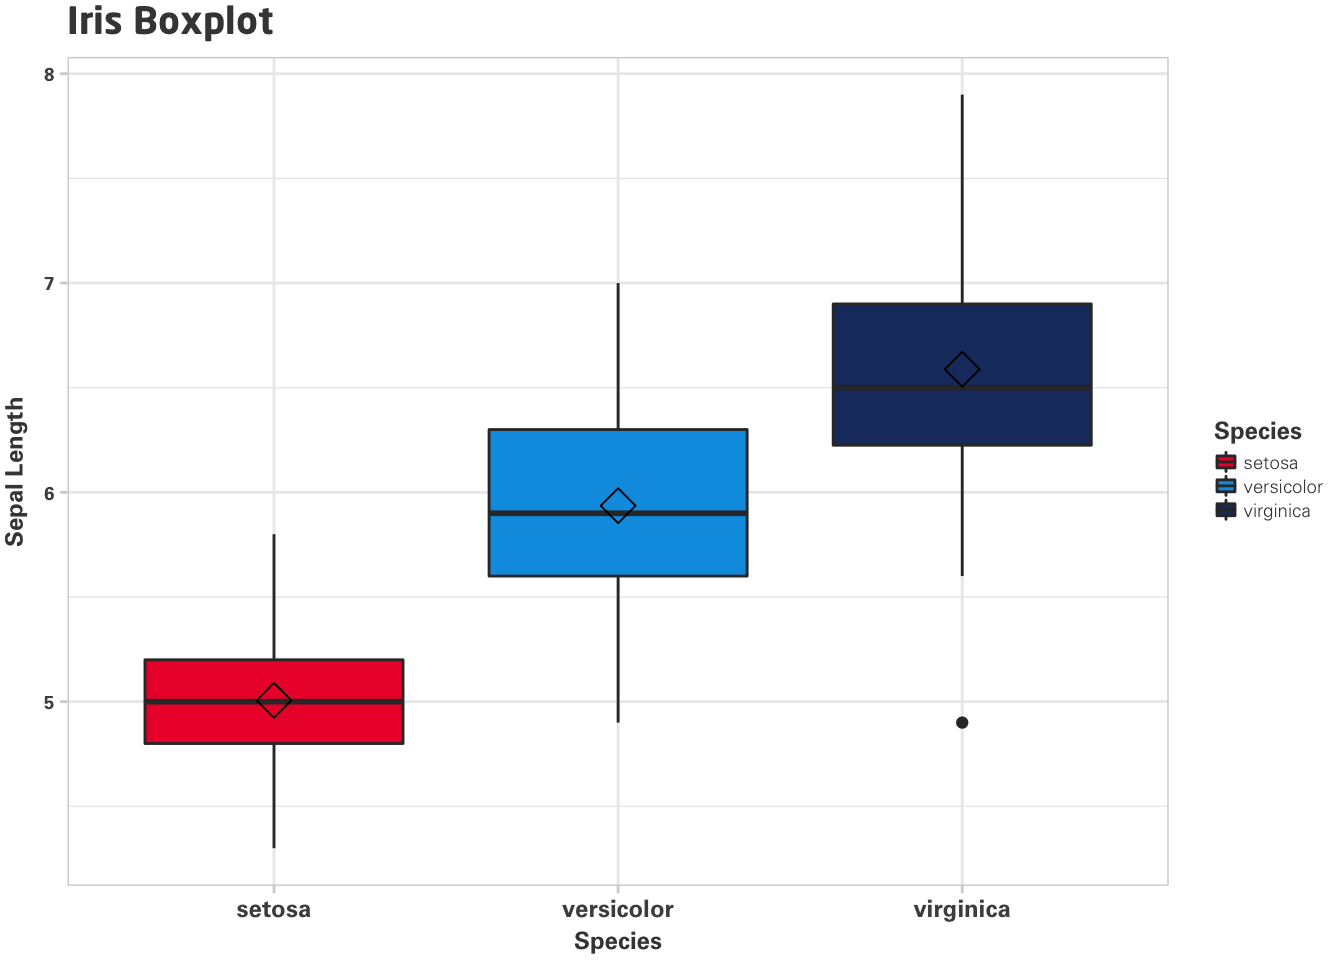 Iris Boxplot
8
7
6
5
Sepal Length
setosa
versicolor
virginica
Species
Species
setosa
versicolor
virginica